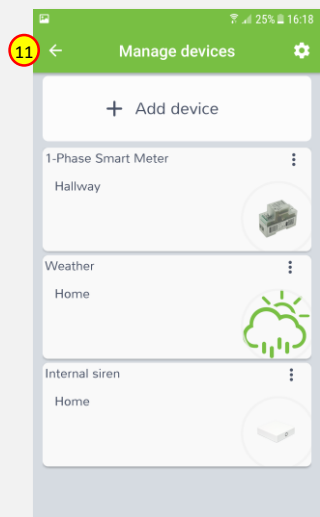 25% 16:18
11
Manage devices
+ Add device
1-Phase Smart Meter
Hallway
Weather
Home
Internal siren
Home